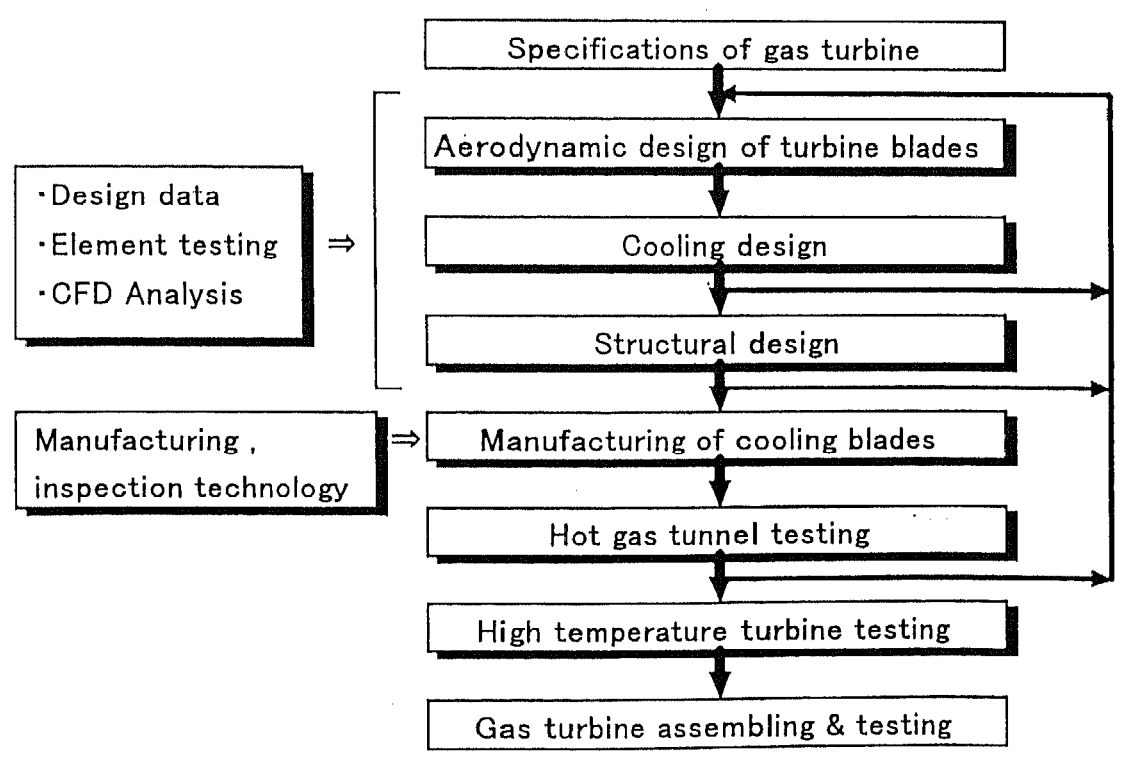 Specifications of gas turbine
Aerodynamic design of turbine blades
・Design data
・Element testing
・CFD Analysis
⇒
Cooling design
Structural design
Manufacturing ,
inspection technology
⇒
Manufacturing of cooling blades
Hot gas tunnel testing
High temperature turbine testing
Gas turbine assembling & testing